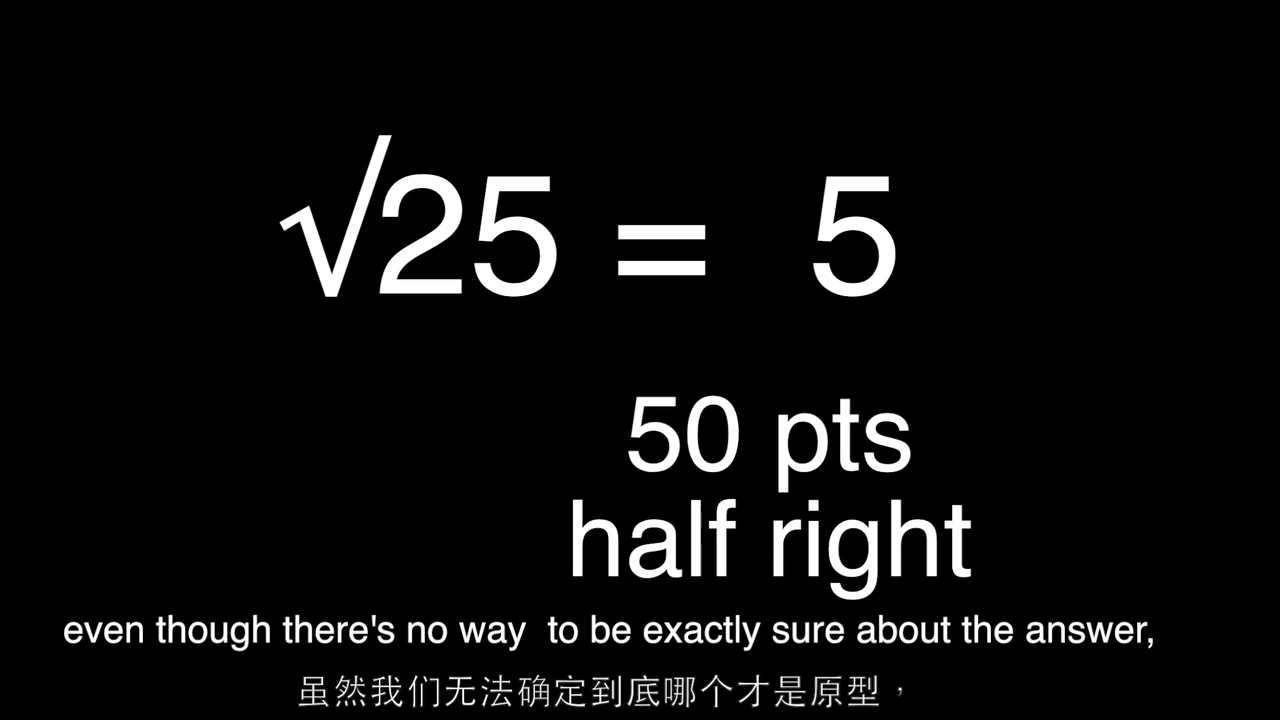 √25 = 5
50 pts
half right
even though there's no way to be exactly sure about the answer,
虽然我们无法确定到底哪个才是原型，